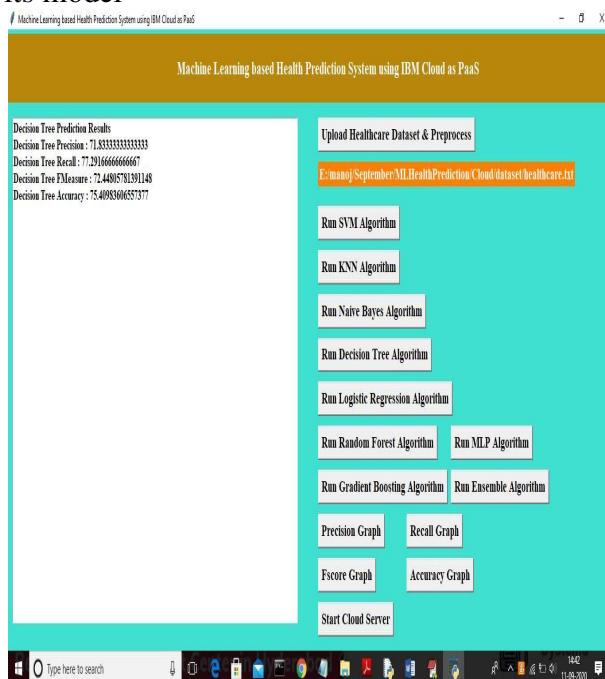 its model
Machine Learning based Health Prediction System using IBM Cloud as PaaS
Machine Learning based Health Prediction System using IBM Cloud as PaaS
Decision Tree Prediction Results
Decision Tree Precision : 71.83333333333333
Decision Tree Recall : 77.29166666666667
Decision Tree FMeasure : 72.44805781391148
Decision Tree Accuracy : 75.40983606557377
Upload Healthcare Dataset & Preprocess
E:/manoj/September/MLHealthPrediction/Cloud/dataset/healthcare.txt
Run SVM Algorithm
Run KNN Algorithm
Run Naive Bayes Algorithm
Run Decision Tree Algorithm
Run Logistic Regression Algorithm
Run Random Forest Algorithm Run MLP Algorithm
Run Gradient Boosting Algorithm Run Ensemble Algorithm
Precision Graph Recall Graph
Fscore Graph Accuracy Graph
Start Cloud Server
Type here to search
14:42
11-09-2020